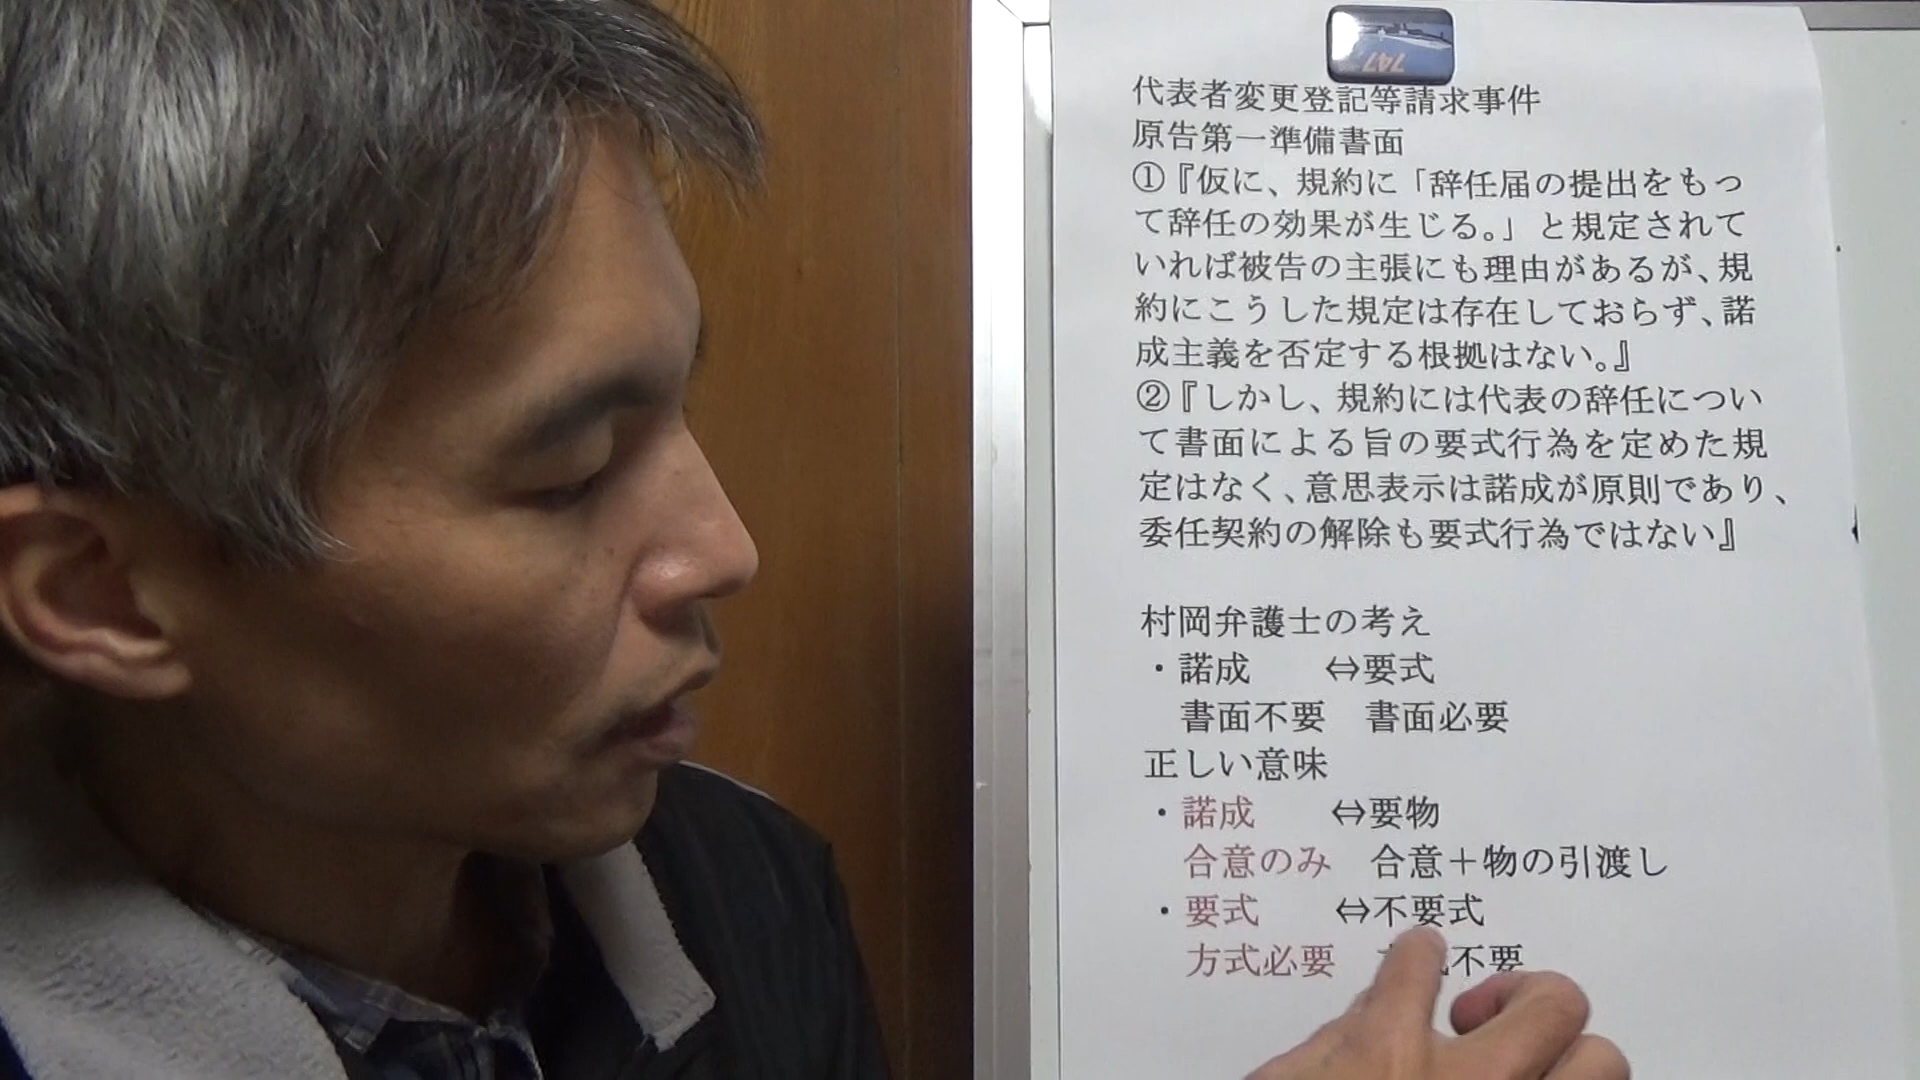 747
代表者変更登記等請求事件
原告第一準備書面
①『仮に、規約に「辞任届の提出をもっ
て辞任の効果が生じる。」と規定されて
いれば被告の主張にも理由があるが、規
約にこうした規定は存在しておらず、諾
成主義を否定する根拠はない。』
②『しかし、規約には代表の辞任につい
て書面による旨の要式行為を定めた規
定はなく、意思表示は諾成が原則であり、
委任契約の解除も要式行為ではない』
村岡弁護士の考え
・諾成 ⇔要式
書面不要 書面必要
正しい意味
・諾成 ⇔要物
合意のみ 合意＋物の引渡し
・要式 ⇔不要式
方式必要 不要